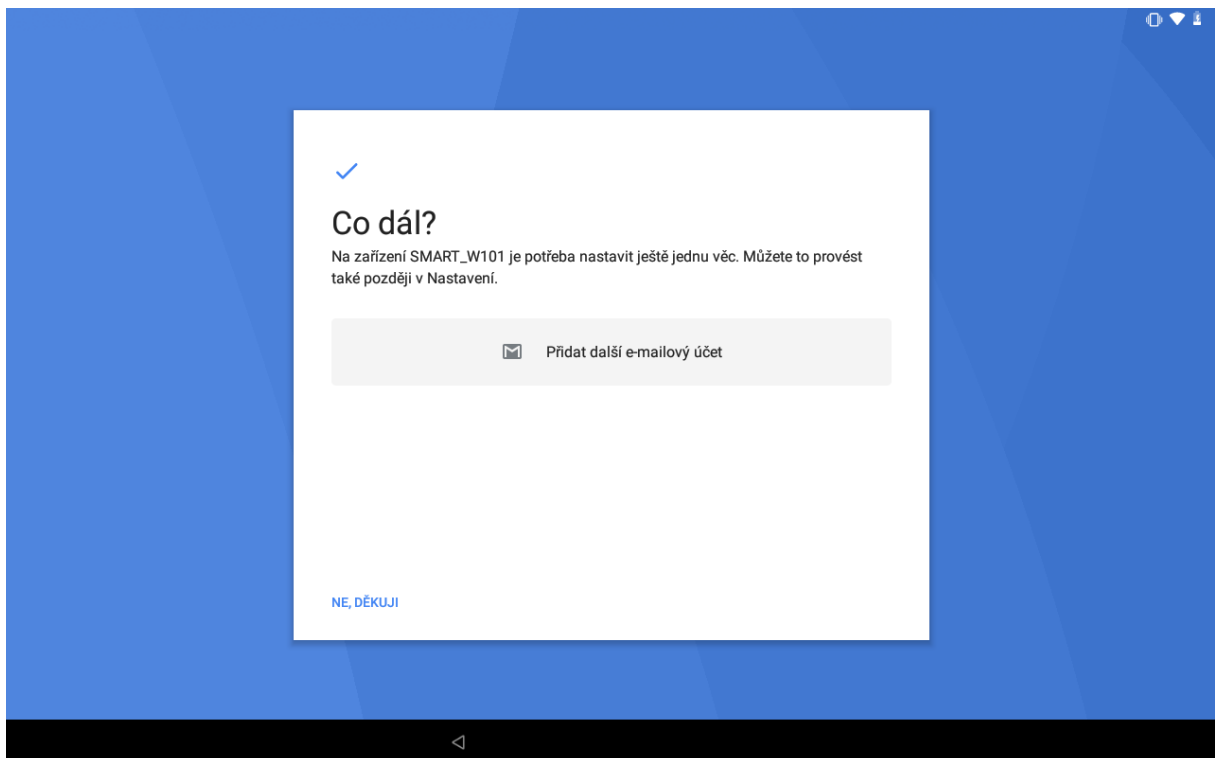 Co dál?
Na zařízení SMART_W101 je potřeba nastavit ještě jednu věc. Můžete to provést
také později v Nastavení.
Přidat další e-mailový účet
NE, DĚKUJI